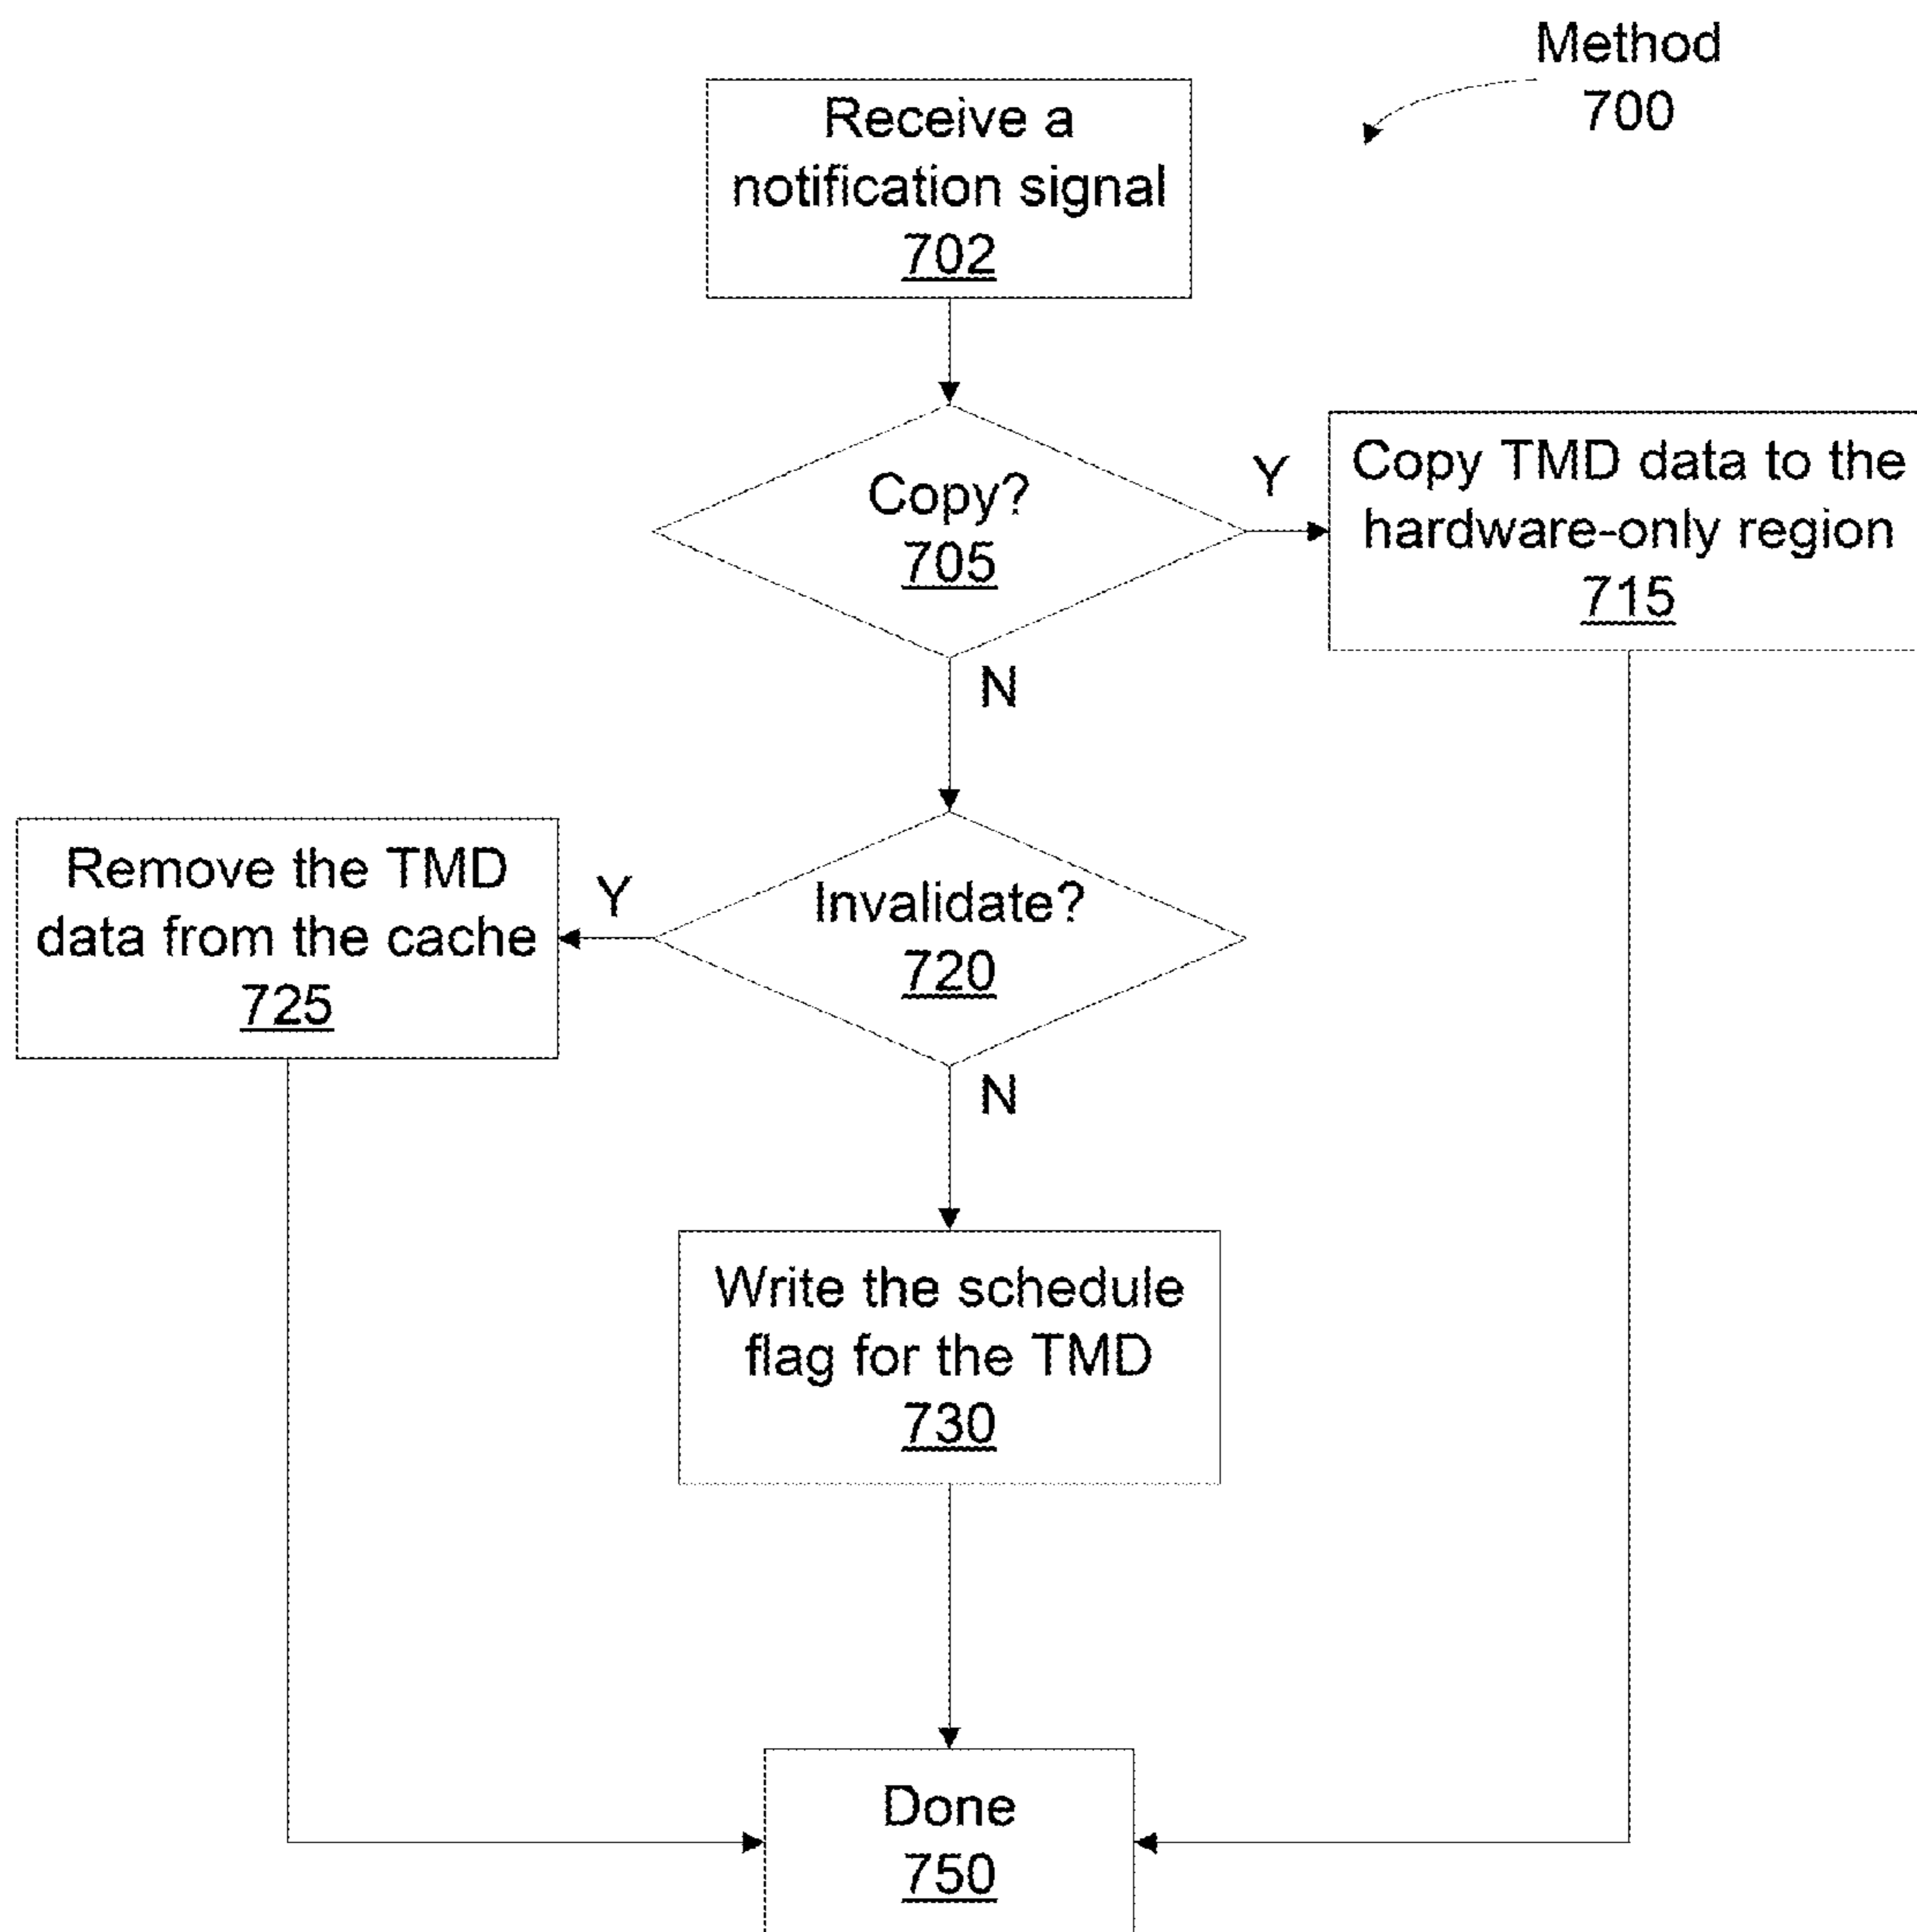 Method
700
Receive a
notification signal
702
Copy?
705
Y
Copy TMD data to the
hardware-only region
715
N
Remove the TMD
data from the cache
725
Y
Invalidate?
720
N
Write the schedule
flag for the TMD
730
Done
750